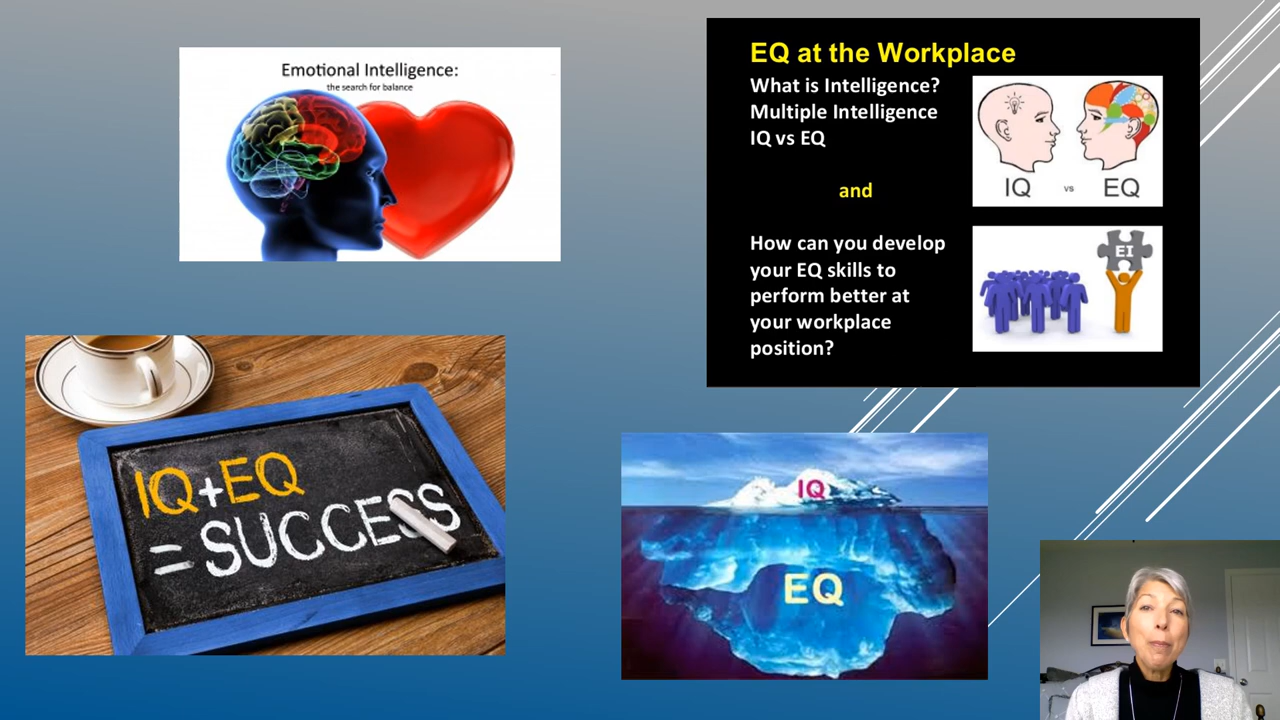 Emotional Intelligence:
the search for balance
EQ at the Workplace
What is Intelligence?
Multiple Intelligence
IQ vs EQ
and
How can you develop
your EQ skills to
perform better at
your workplace
position?
IQ vs EQ
EI
IQ+EQ
= SUCCESS
IQ
EQ